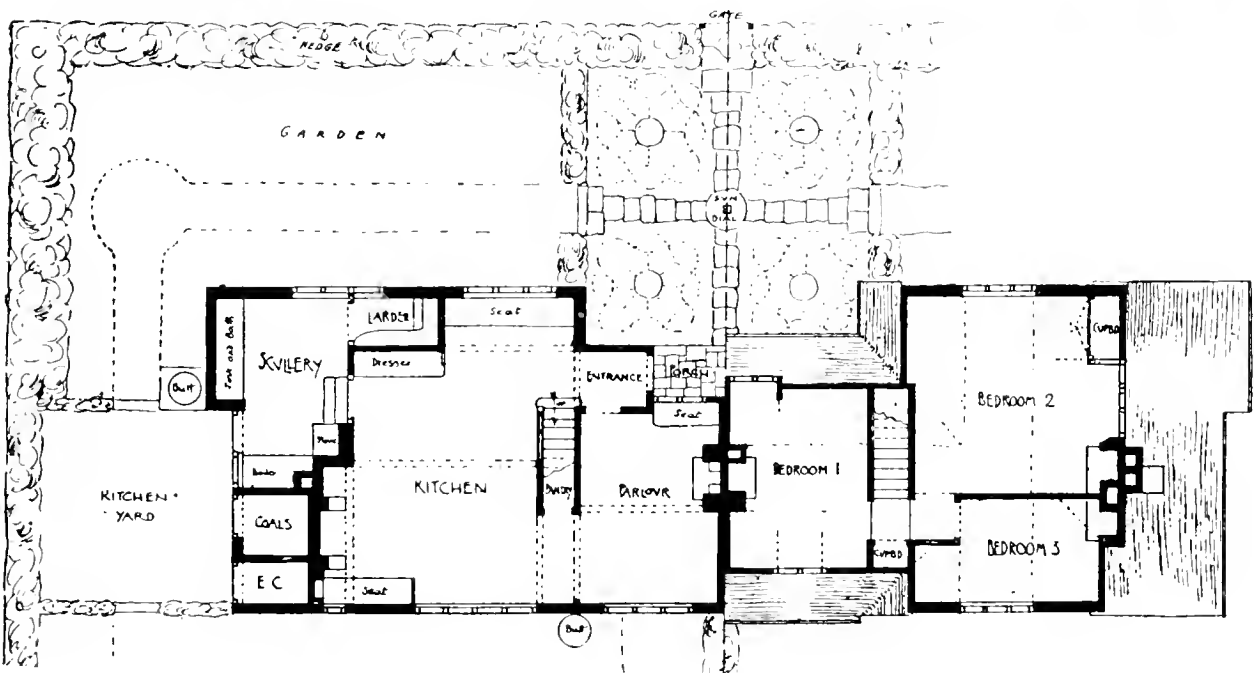 GATE
HEDGE
GARDEN
SUN
DIAL
LARDER
Seat
SCULLERY
Dresser
ENTRANCE
PORCH
Seat
Butt
CUPBD
BEDROOM 2
KITCHEN
YARD
COALS
E C
KITCHEN
PARLOUR
BEDROOM 1
CUPBD
BEDROOM 3
Seat
Butt